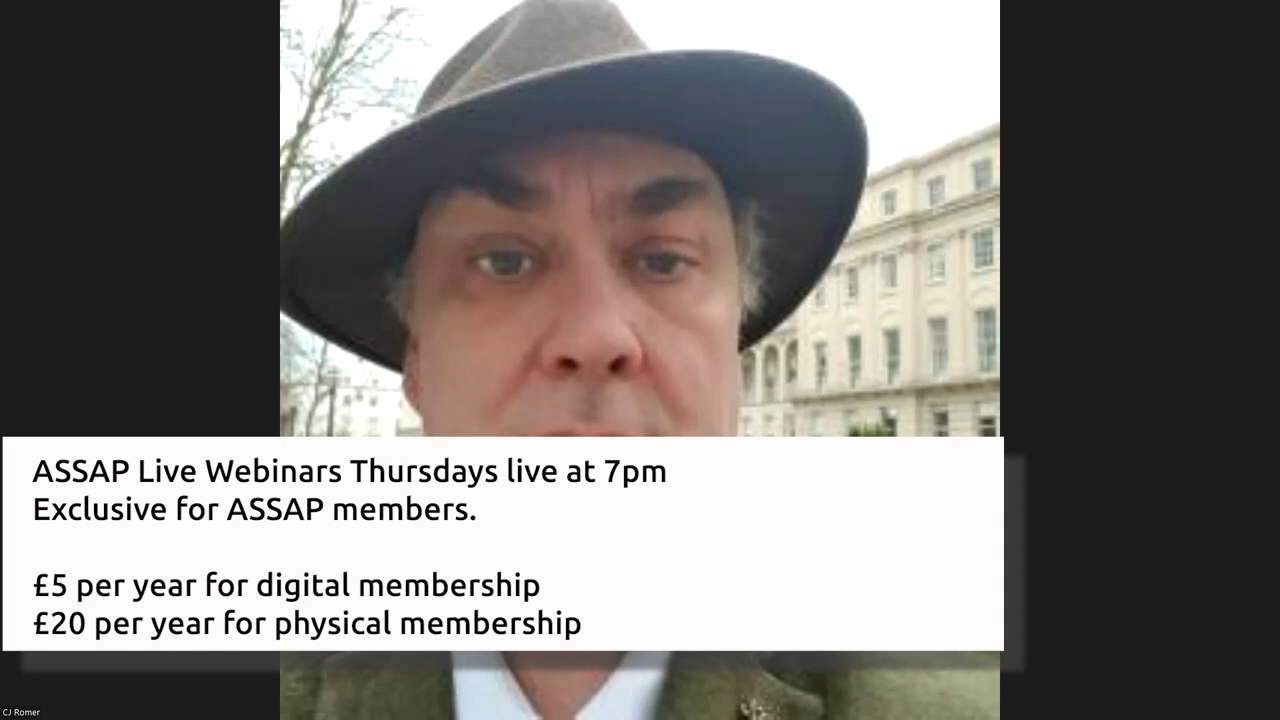 ASSAP Live Webinars Thursdays live at 7pm
Exclusive for ASSAP members.
£5 per year for digital membership
£20 per year for physical membership
CJ Romer